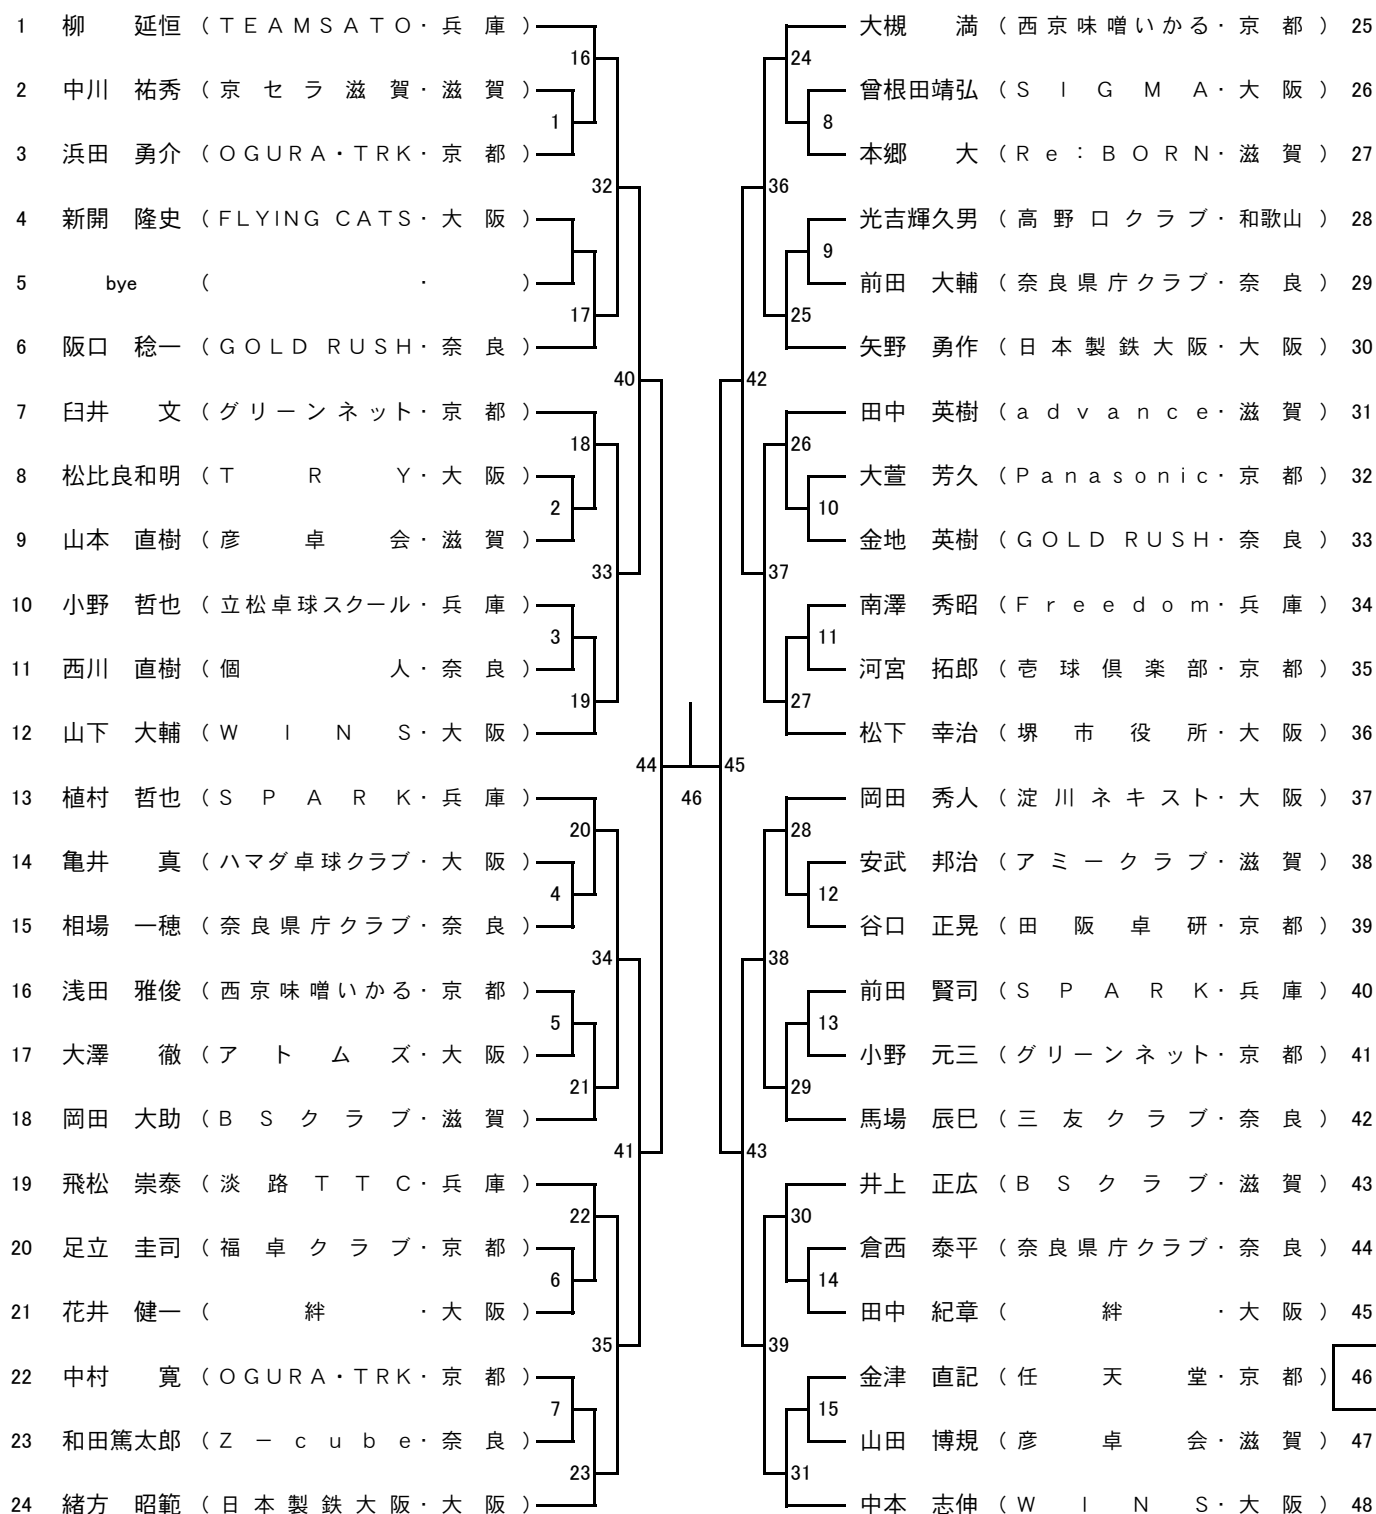 1 柳 延恒 （TEAMSATO・兵庫）
2 中川 祐秀 （京セラ滋賀・滋賀）
3 浜田 勇介 （OGURA・TRK・京都）
4 新開 隆史 （FLYING CATS・大阪）
5 bye （ ・ ）
6 阪口 稔一 （GOLD RUSH・奈良）
7 臼井 文 （グリーンネット・京都）
8 松比良和明 （TRY・大阪）
9 山本 直樹 （彦卓会・滋賀）
10 小野 哲也 （立松卓球スクール・兵庫）
11 西川 直樹 （個人・奈良）
12 山下 大輔 （WINS・大阪）
13 植村 哲也 （SPARK・兵庫）
14 亀井 真 （ハマダ卓球クラブ・大阪）
15 相場 一穂 （奈良県庁クラブ・奈良）
16 浅田 雅俊 （西京味噌いかる・京都）
17 大澤 徹 （アトムズ・大阪）
18 岡田 大助 （BSクラブ・滋賀）
19 飛松 崇泰 （淡路TTC・兵庫）
20 足立 圭司 （福卓クラブ・京都）
21 花井 健一 （絆・大阪）
22 中村 寛 （OGURA・TRK・京都）
23 和田篤太郎 （Z－cube・奈良）
24 緒方 昭範 （日本製鉄大阪・大阪）
16
1
32
17
40
18
2
33
3
19
44
20
4
34
5
21
41
22
6
35
7
23
46
45
24
8
36
9
25
42
26
10
37
11
27
28
12
38
13
29
43
30
14
39
15
31
大槻 満 （西京味噌いかる・京都） 25
曾根田靖弘 （SIGMA・大阪） 26
本郷 大 （Re：BORN・滋賀） 27
光吉輝久男 （高野口クラブ・和歌山） 28
前田 大輔 （奈良県庁クラブ・奈良） 29
矢野 勇作 （日本製鉄大阪・大阪） 30
田中 英樹 （advance・滋賀） 31
大萱 芳久 （Panasonic・京都） 32
金地 英樹 （GOLD RUSH・奈良） 33
南澤 秀昭 （Freedom・兵庫） 34
河宮 拓郎 （壱球倶楽部・京都） 35
松下 幸治 （堺市役所・大阪） 36
岡田 秀人 （淀川ネキスト・大阪） 37
安武 邦治 （アミークラブ・滋賀） 38
谷口 正晃 （田阪卓研・京都） 39
前田 賢司 （SPARK・兵庫） 40
小野 元三 （グリーンネット・京都） 41
馬場 辰巳 （三友クラブ・奈良） 42
井上 正広 （BSクラブ・滋賀） 43
倉西 泰平 （奈良県庁クラブ・奈良） 44
田中 紀章 （絆・大阪） 45
金津 直記 （任天堂・京都） 46
山田 博規 （彦卓会・滋賀） 47
中本 志伸 （WINS・大阪） 48